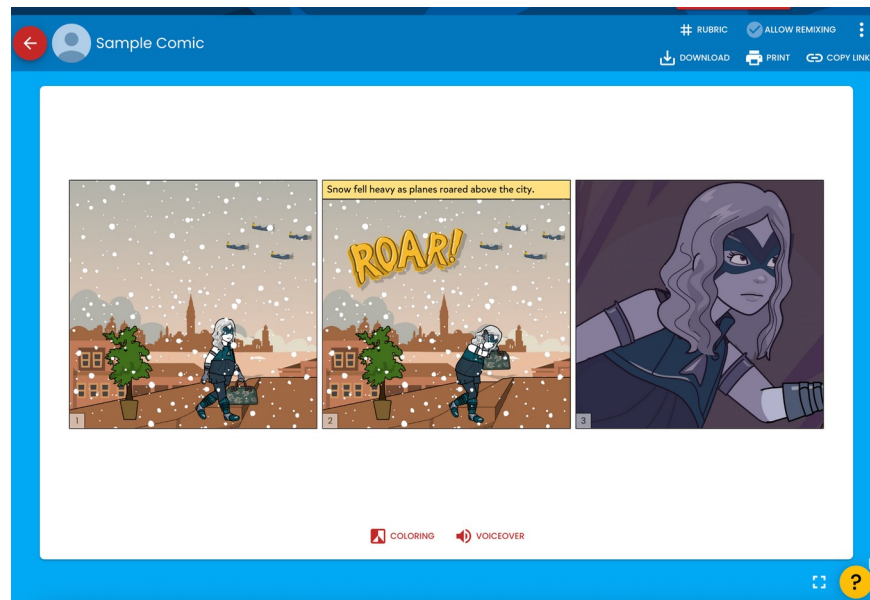 Sample Comic
RUBRIC
ALLOW REMIXING
DOWNLOAD
PRINT
COPY LINK
Snow fell heavy as planes roared above the city.
ROAR!
1
2
3
COLORING
VOICEOVER
?